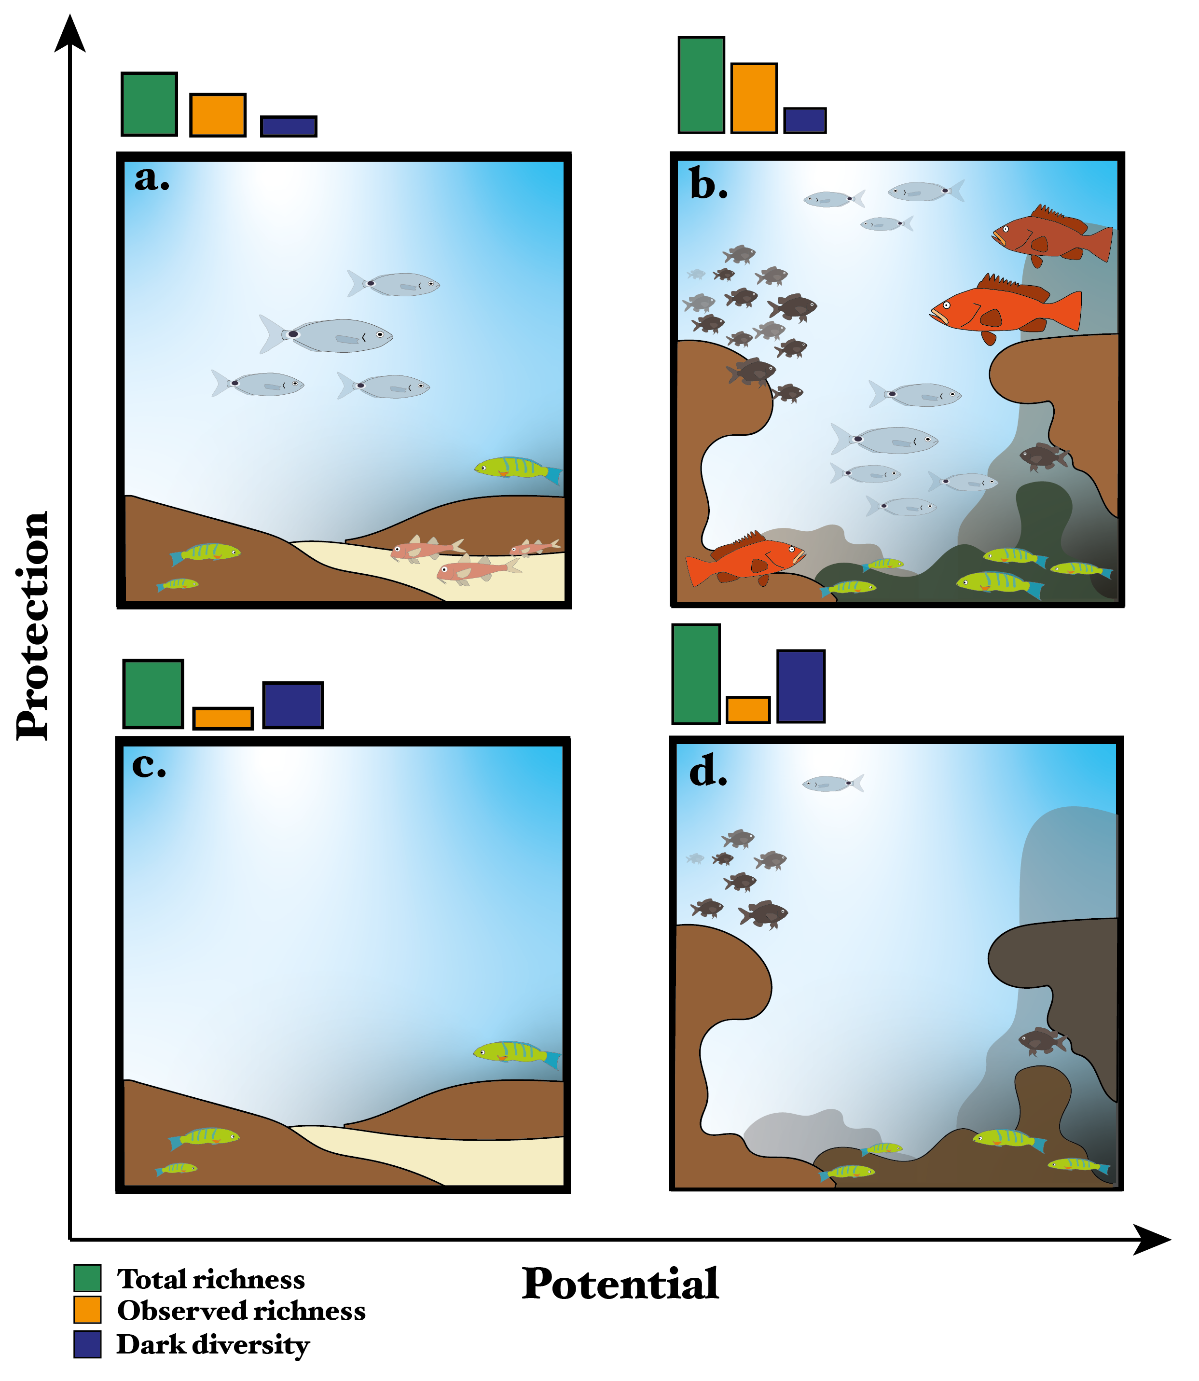 a.
b.
Protection
c.
d.
Potential
Total richness
Observed richness
Dark diversity